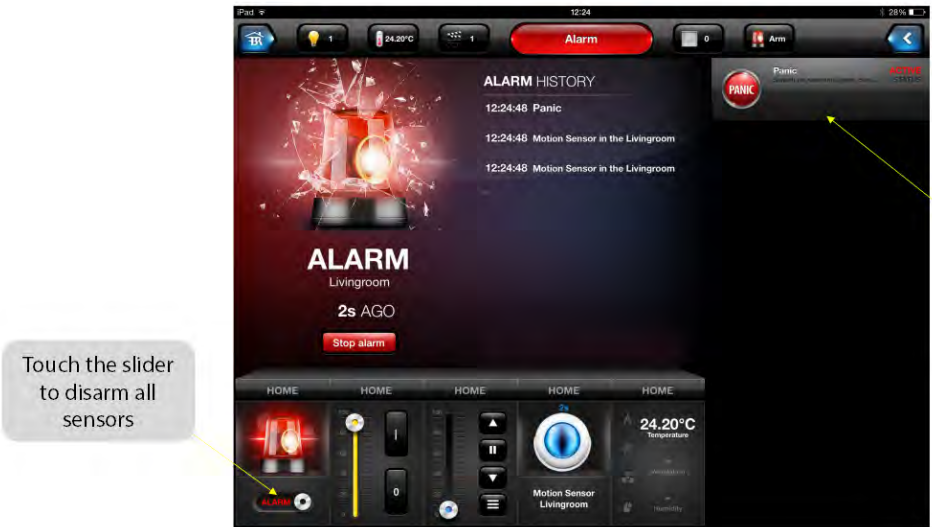 iPad
12:24
28%
1
24.20°C
1
Alarm
0
Arm
ALARM HISTORY
12:24:48 Panic
12:24:48 Motion Sensor in the Livingroom
12:24:48 Motion Sensor in the Livingroom
PANIC
Panic
ACTIVE
STATUS
ALARM
Livingroom
2s AGO
Stop alarm
Touch the slider
to disarm all
sensors
HOME
HOME
HOME
HOME
HOME
2s
24.20°C
Temperature
I
0
Motion Sensor
Livingroom
ALARM
Humidity